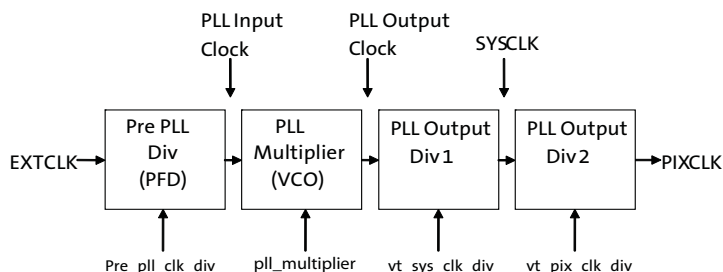 PLL Input
Clock
PLL Output
Clock
SYSCLK
EXTCLK
Pre PLL
Div
(PFD)
PLL
Multiplier
(VCO)
PLL Output
Div 1
PLL Output
Div 2
PIXCLK
Pre_pll_clk_div
pll_multiplier
vt_sys_clk_div
vt_pix_clk_div